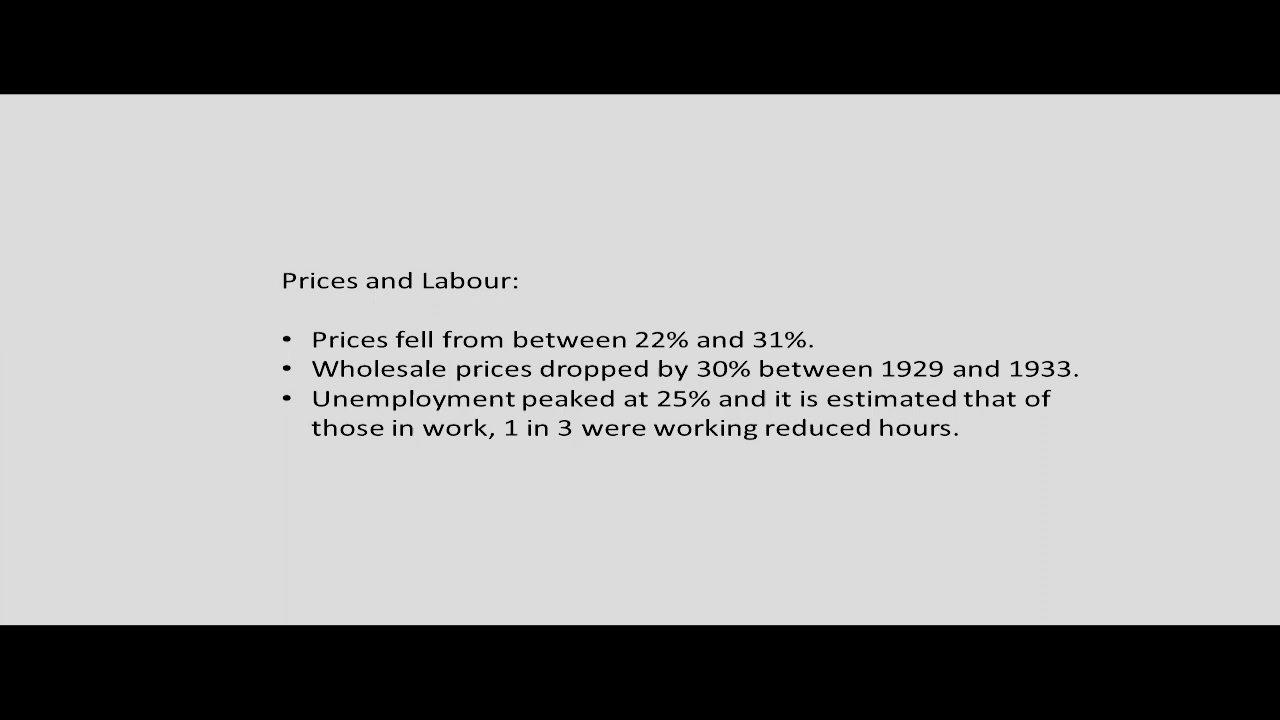 Prices and Labour:
• Prices fell from between 22% and 31%.
• Wholesale prices dropped by 30% between 1929 and 1933.
• Unemployment peaked at 25% and it is estimated that of
those in work, 1 in 3 were working reduced hours.